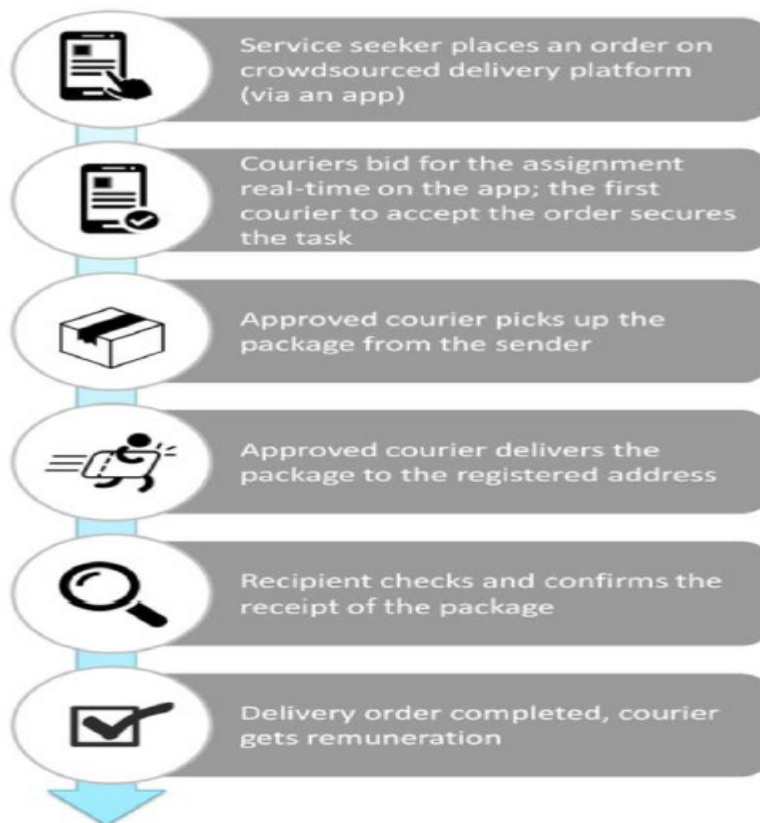 Service seeker places an order on
crowdsourced delivery platform
(via an app)
Couriers bid for the assignment
real-time on the app; the first
courier to accept the order secures
the task
Approved courier picks up the
package from the sender
Approved courier delivers the
package to the registered address
Recipient checks and confirms the
receipt of the package
Delivery order completed, courier
gets remuneration